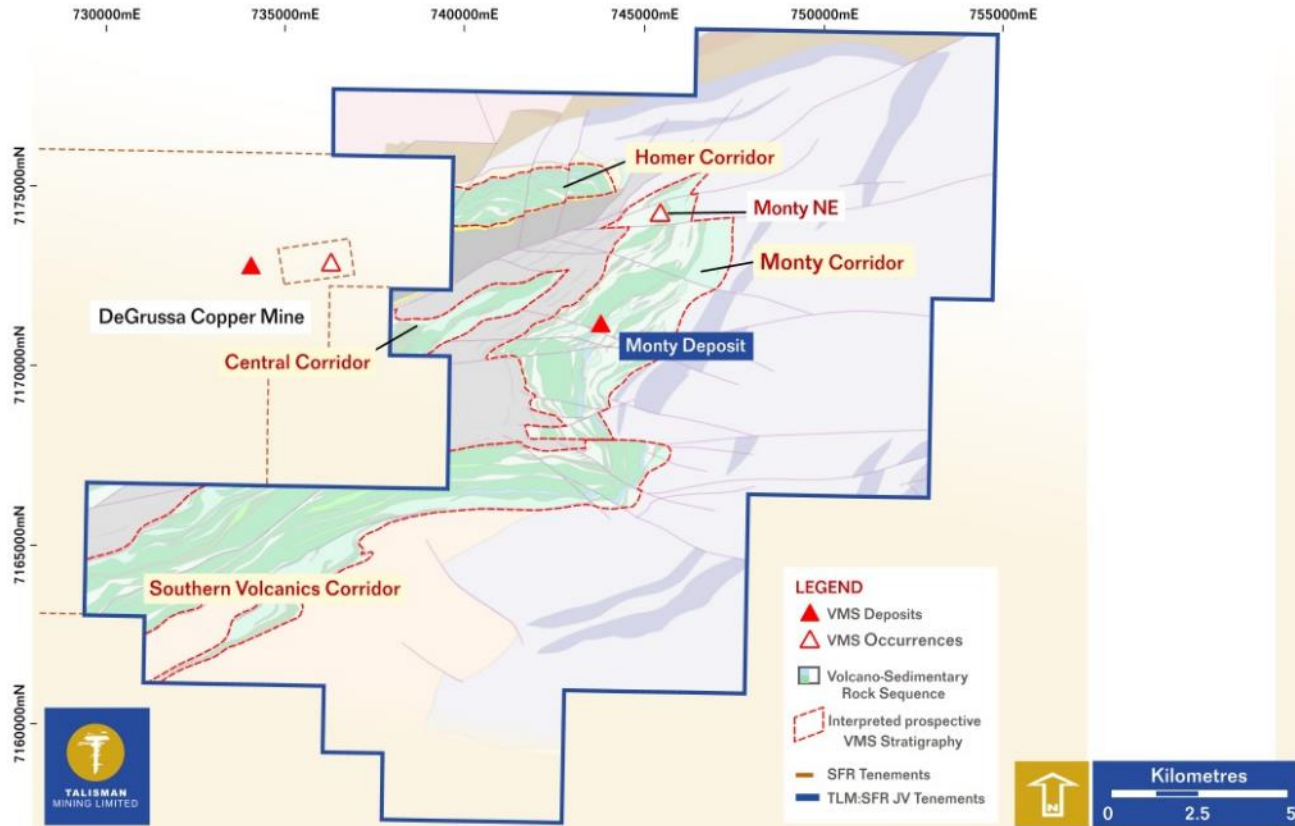 730000mE
735000mE
740000mE
745000mE
750000mE
755000mE
7175000mN
7170000mN
7165000mN
7160000mN
Homer Corridor
Monty NE
Monty Corridor
DeGrussa Copper Mine
Monty Deposit
Central Corridor
Southern Volcanics Corridor
LEGEND
VMS Deposits
VMS Occurrences
Volcano-Sedimentary
Rock Sequence
Interpreted prospective
VMS Stratigraphy
SFR Tenements
TLM:SFR JV Tenements
TALISMAN
MINING LIMITED
N
Kilometres
0
2.5
5